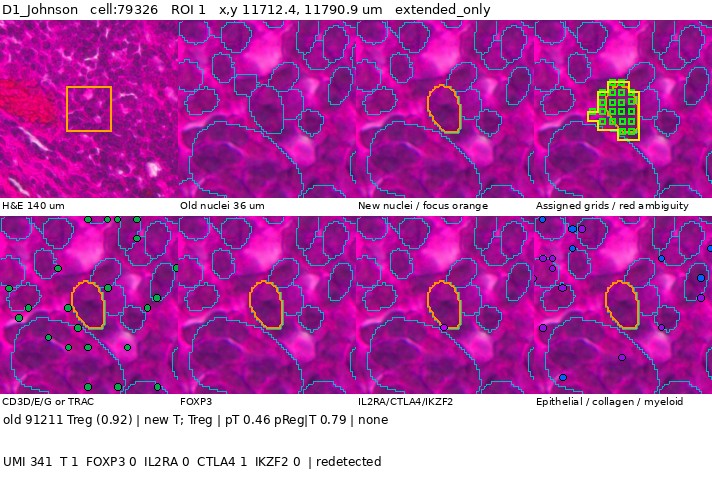 D1_Johnson   cell:79326   ROI 1   x,y 11712.4, 11790.9 um   extended_only
H&E 140 um   Old nuclei 36 um   New nuclei / focus orange   Assigned grids / red ambiguity
CD3D/E/G or TRAC   FOXP3   IL2RA/CTLA4/IKZF2   Epithelial / collagen / myeloid
old 91211 Treg (0.92) | new T; Treg | pT 0.46 pReg|T 0.79 | none
UMI 341  T 1  FOXP3 0  IL2RA 0  CTLA4 1  IKZF2 0  | redetected